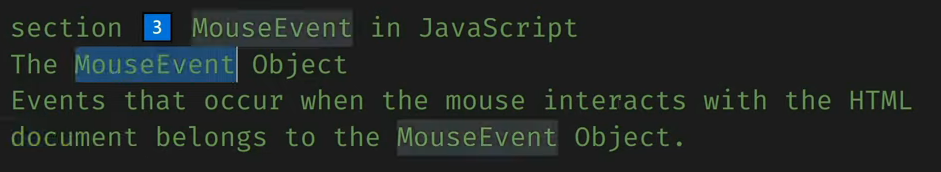 section 3️⃣ MouseEvent in JavaScript
The MouseEvent Object
Events that occur when the mouse interacts with the HTML
document belongs to the MouseEvent Object.